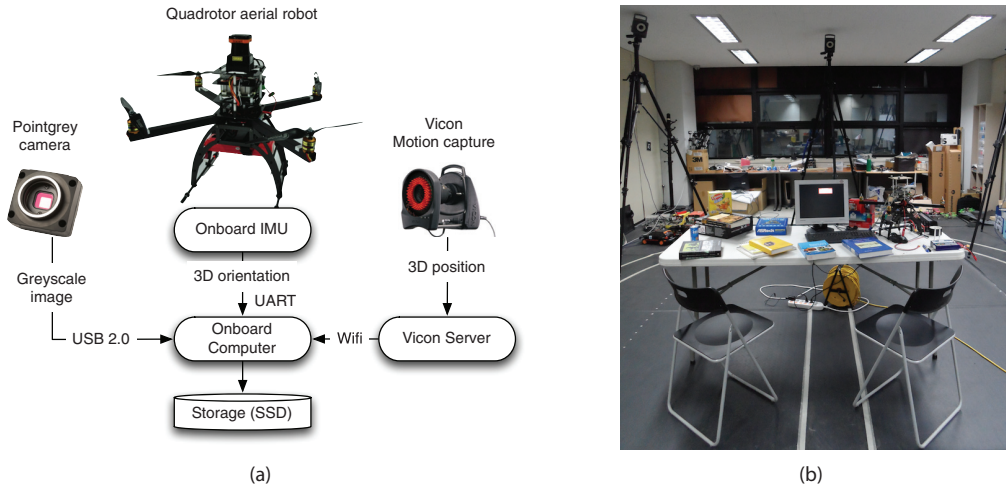 Quadrotor aerial robot
Pointgrey
camera
Vicon
Motion capture
Onboard IMU
Greyscale
image
3D orientation
3D position
UART
USB 2.0
Onboard
Computer
Wifi
Vicon Server
Storage (SSD)
(a)
(b)
3M